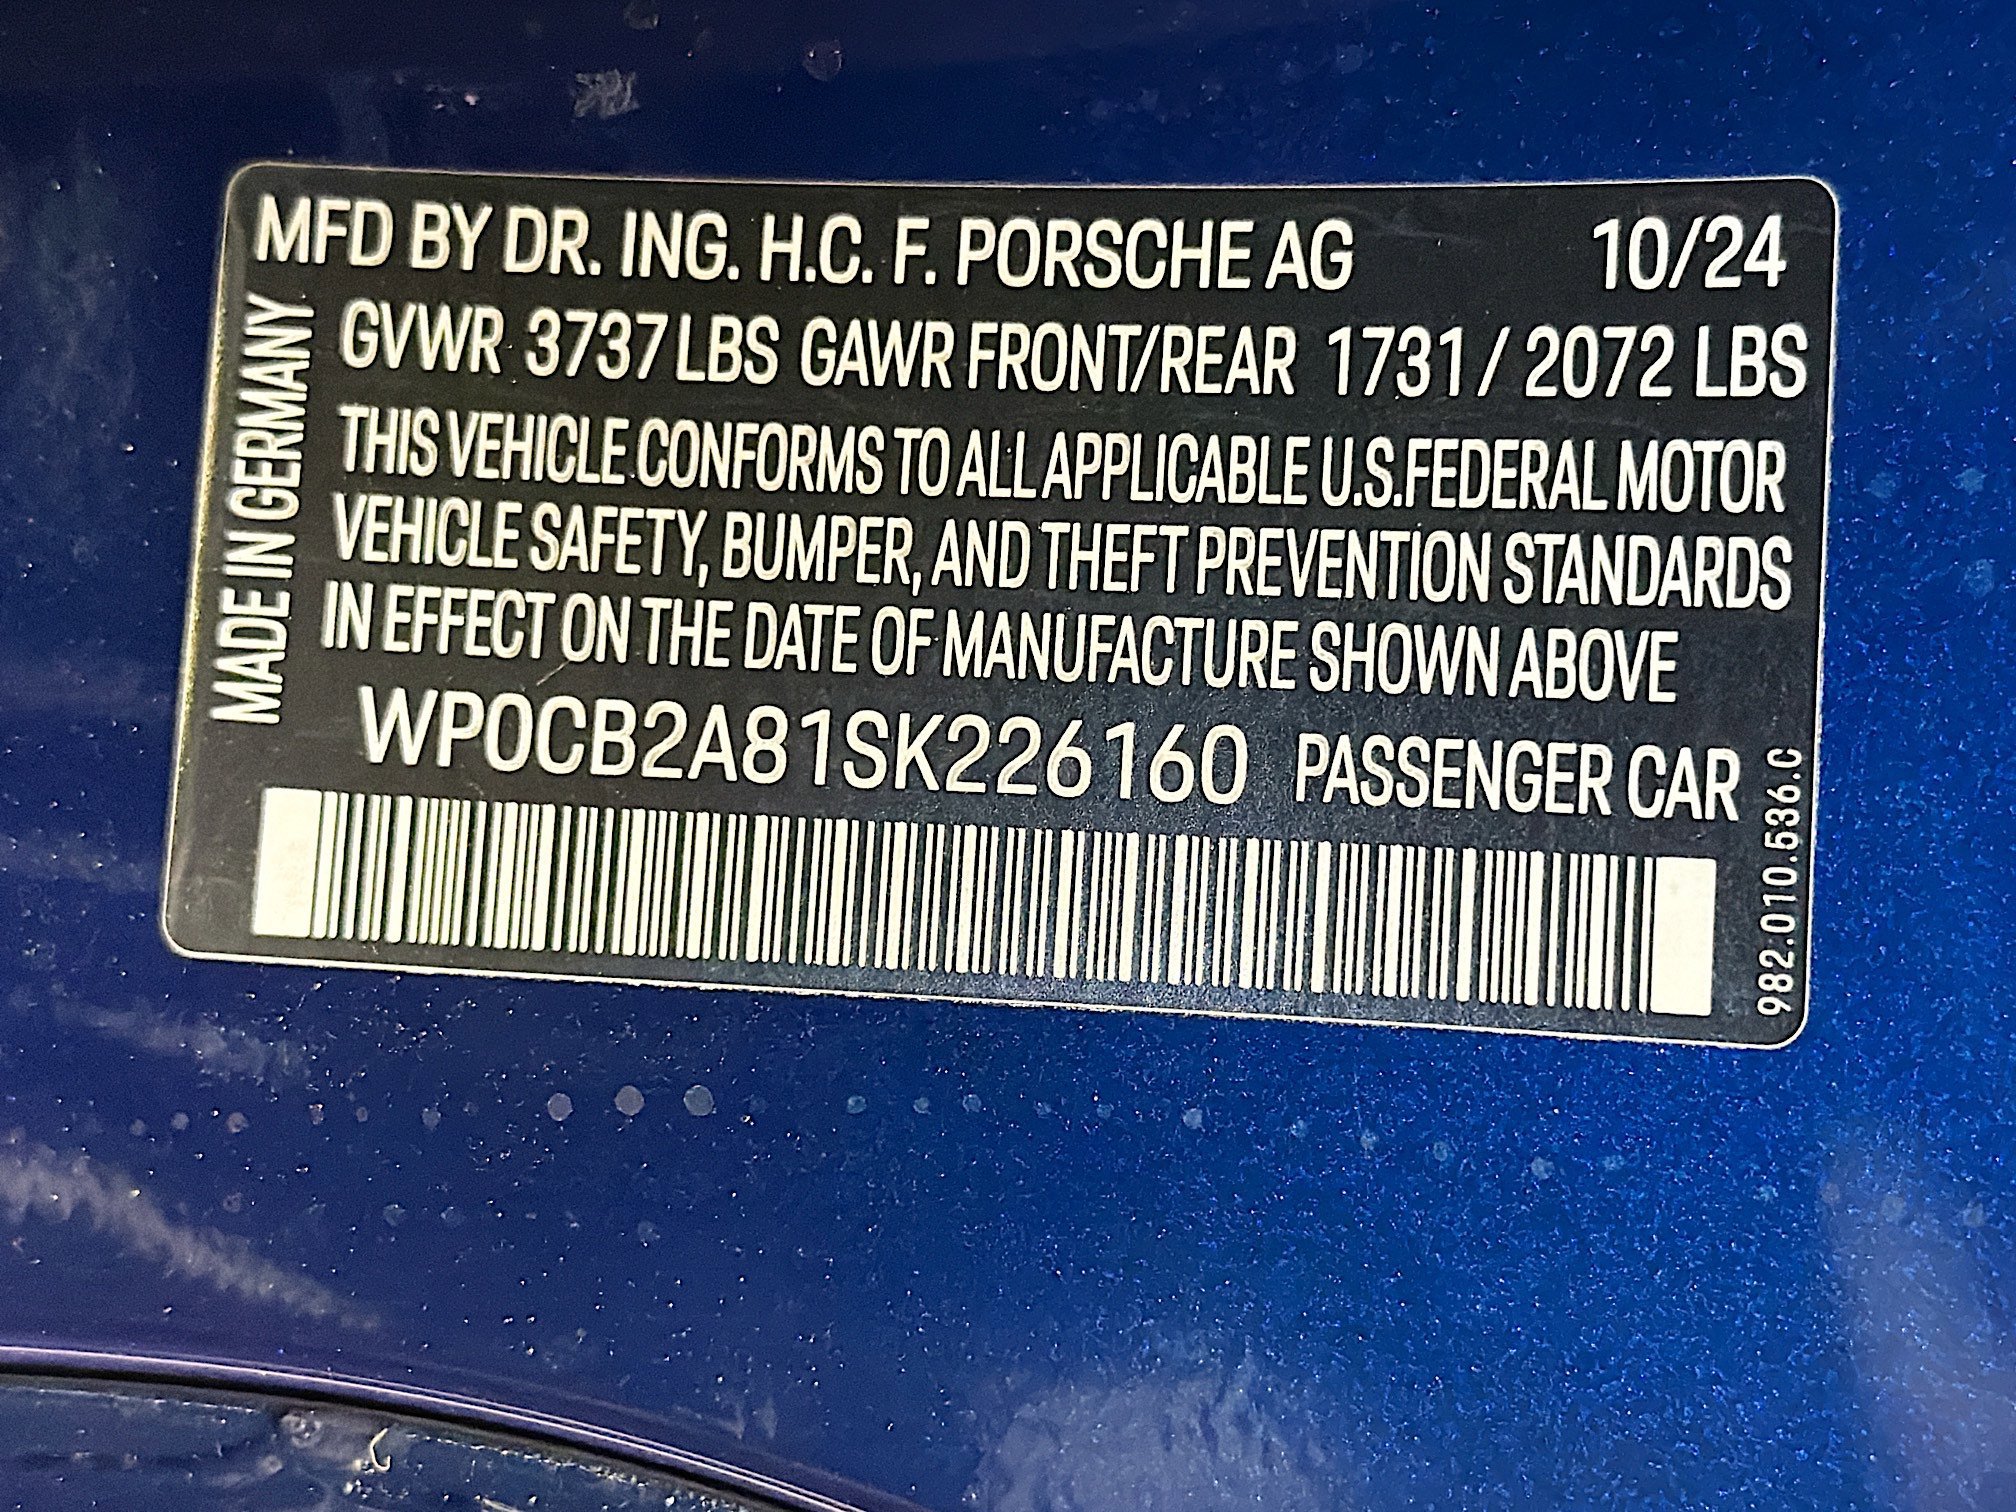 MFD BY DR. ING. H.C. F. PORSCHE AG 10/24
GVWR 3737 LBS GAWR FRONT/REAR 1731 / 2072 LBS
THIS VEHICLE CONFORMS TO ALL APPLICABLE U.S.FEDERAL MOTOR
VEHICLE SAFETY, BUMPER, AND THEFT PREVENTION STANDARDS
IN EFFECT ON THE DATE OF MANUFACTURE SHOWN ABOVE
WP0CB2A81SK226160 PASSENGER CAR
MADE IN GERMANY
982.010.536.C